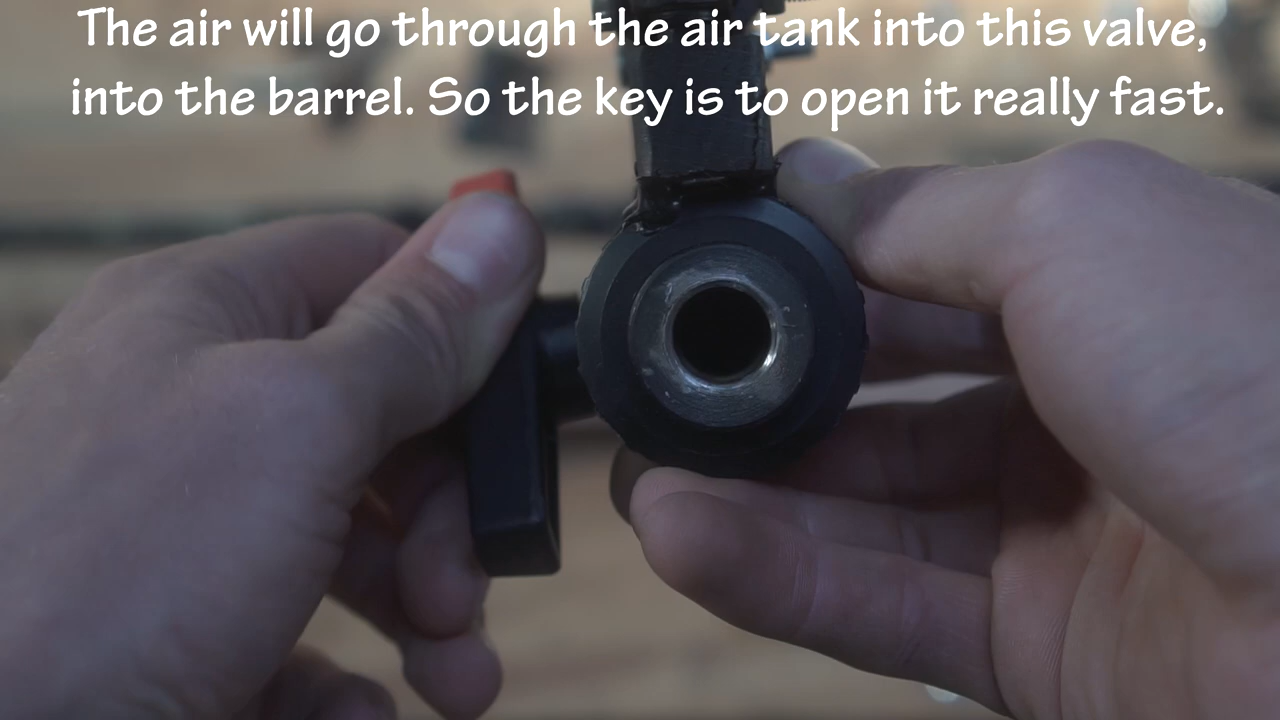 The air will go through the air tank into this valve,
into the barrel. So the key is to open it really fast.